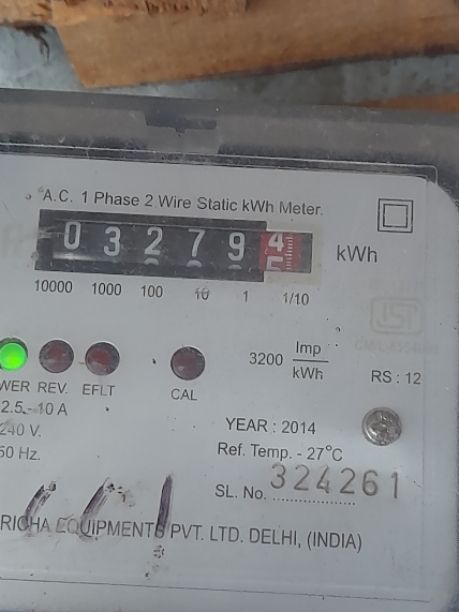 A.C. 1 Phase 2 Wire Static kWh Meter.
0 3 2 7 9 4
5
kWh
10000 1000 100 10 1 1/10
3200 Imp/kWh
WER REV. EFLT CAL
RS : 12
2.5 - 10 A
240 V.
50 Hz.
YEAR : 2014
Ref. Temp. - 27°C
SL. No. 324261
RICHA EQUIPMENTS PVT. LTD. DELHI, (INDIA)